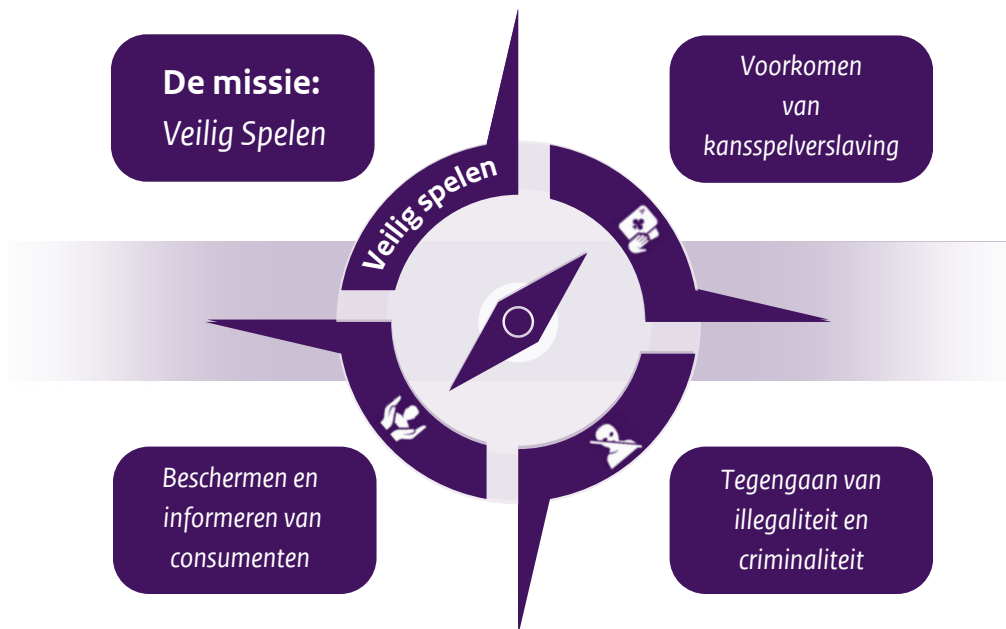 De missie:
Veilig Spelen
Voorkomen
van
kansspelverslaving
Veilig spelen
Beschermen en
informeren van
consumenten
Tegengaan van
illegaliteit en
criminaliteit